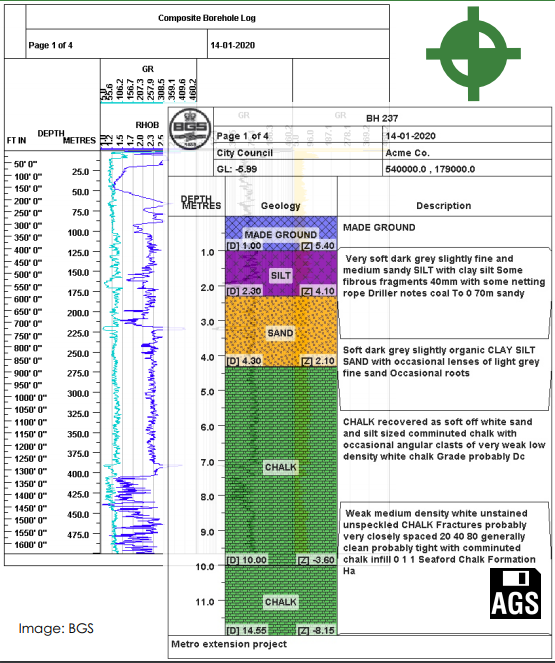 Composite Borehole Log
Page 1 of 4
14-01-2020
GR
5.0
55.6
106.2
156.7
207.3
257.9
308.5
359.1
409.6
460.2
RHOB
1.2
1.5
1.7
2.0
2.3
2.5
FT IN
DEPTH
METRES
50' 0"
100' 0"
150' 0"
200' 0"
250' 0"
300' 0"
350' 0"
400' 0"
450' 0"
500' 0"
550' 0"
600' 0"
650' 0"
700' 0"
750' 0"
800' 0"
850' 0"
900' 0"
950' 0"
1000' 0"
1050' 0"
1100' 0"
1150' 0"
1200' 0"
1250' 0"
1300' 0"
1350' 0"
1400' 0"
1450' 0"
1500' 0"
1550' 0"
1600' 0"
25.0
50.0
75.0
100.0
125.0
150.0
175.0
200.0
225.0
250.0
275.0
300.0
325.0
350.0
375.0
400.0
425.0
450.0
475.0
BGS
BH 237
Page 1 of 4
14-01-2020
City Council
Acme Co.
GL: -5.99
540000.0 , 179000.0
DEPTH
METRES
Geology
Description
MADE GROUND
MADE GROUND
[D] 1.00
[Z] 5.40
1.0
Very soft dark grey slightly fine and
medium sandy SILT with clay silt Some
fibrous fragments 40mm with some netting
rope Driller notes coal To 0 70m sandy
SILT
2.0
[D] 2.30
[Z] 4.10
3.0
SAND
Soft dark grey slightly organic CLAY SILT
SAND with occasional lenses of light grey
fine sand Occasional roots
4.0
[D] 4.30
[Z] 2.10
5.0
CHALK recovered as soft off white sand
and silt sized comminuted chalk with
occasional angular clasts of very weak low
density white chalk Grade probably Dc
6.0
7.0
CHALK
8.0
9.0
Weak medium density white unstained
unspeckled CHALK Fractures probably
very closely spaced 20 40 80 generally
clean probably tight with comminuted
chalk infill 0 1 1 Seaford Chalk Formation
Ha
[D] 10.00
[Z] -3.60
10.0
CHALK
11.0
[D] 14.55
[Z] -8.15
AGS
Metro extension project
Image: BGS